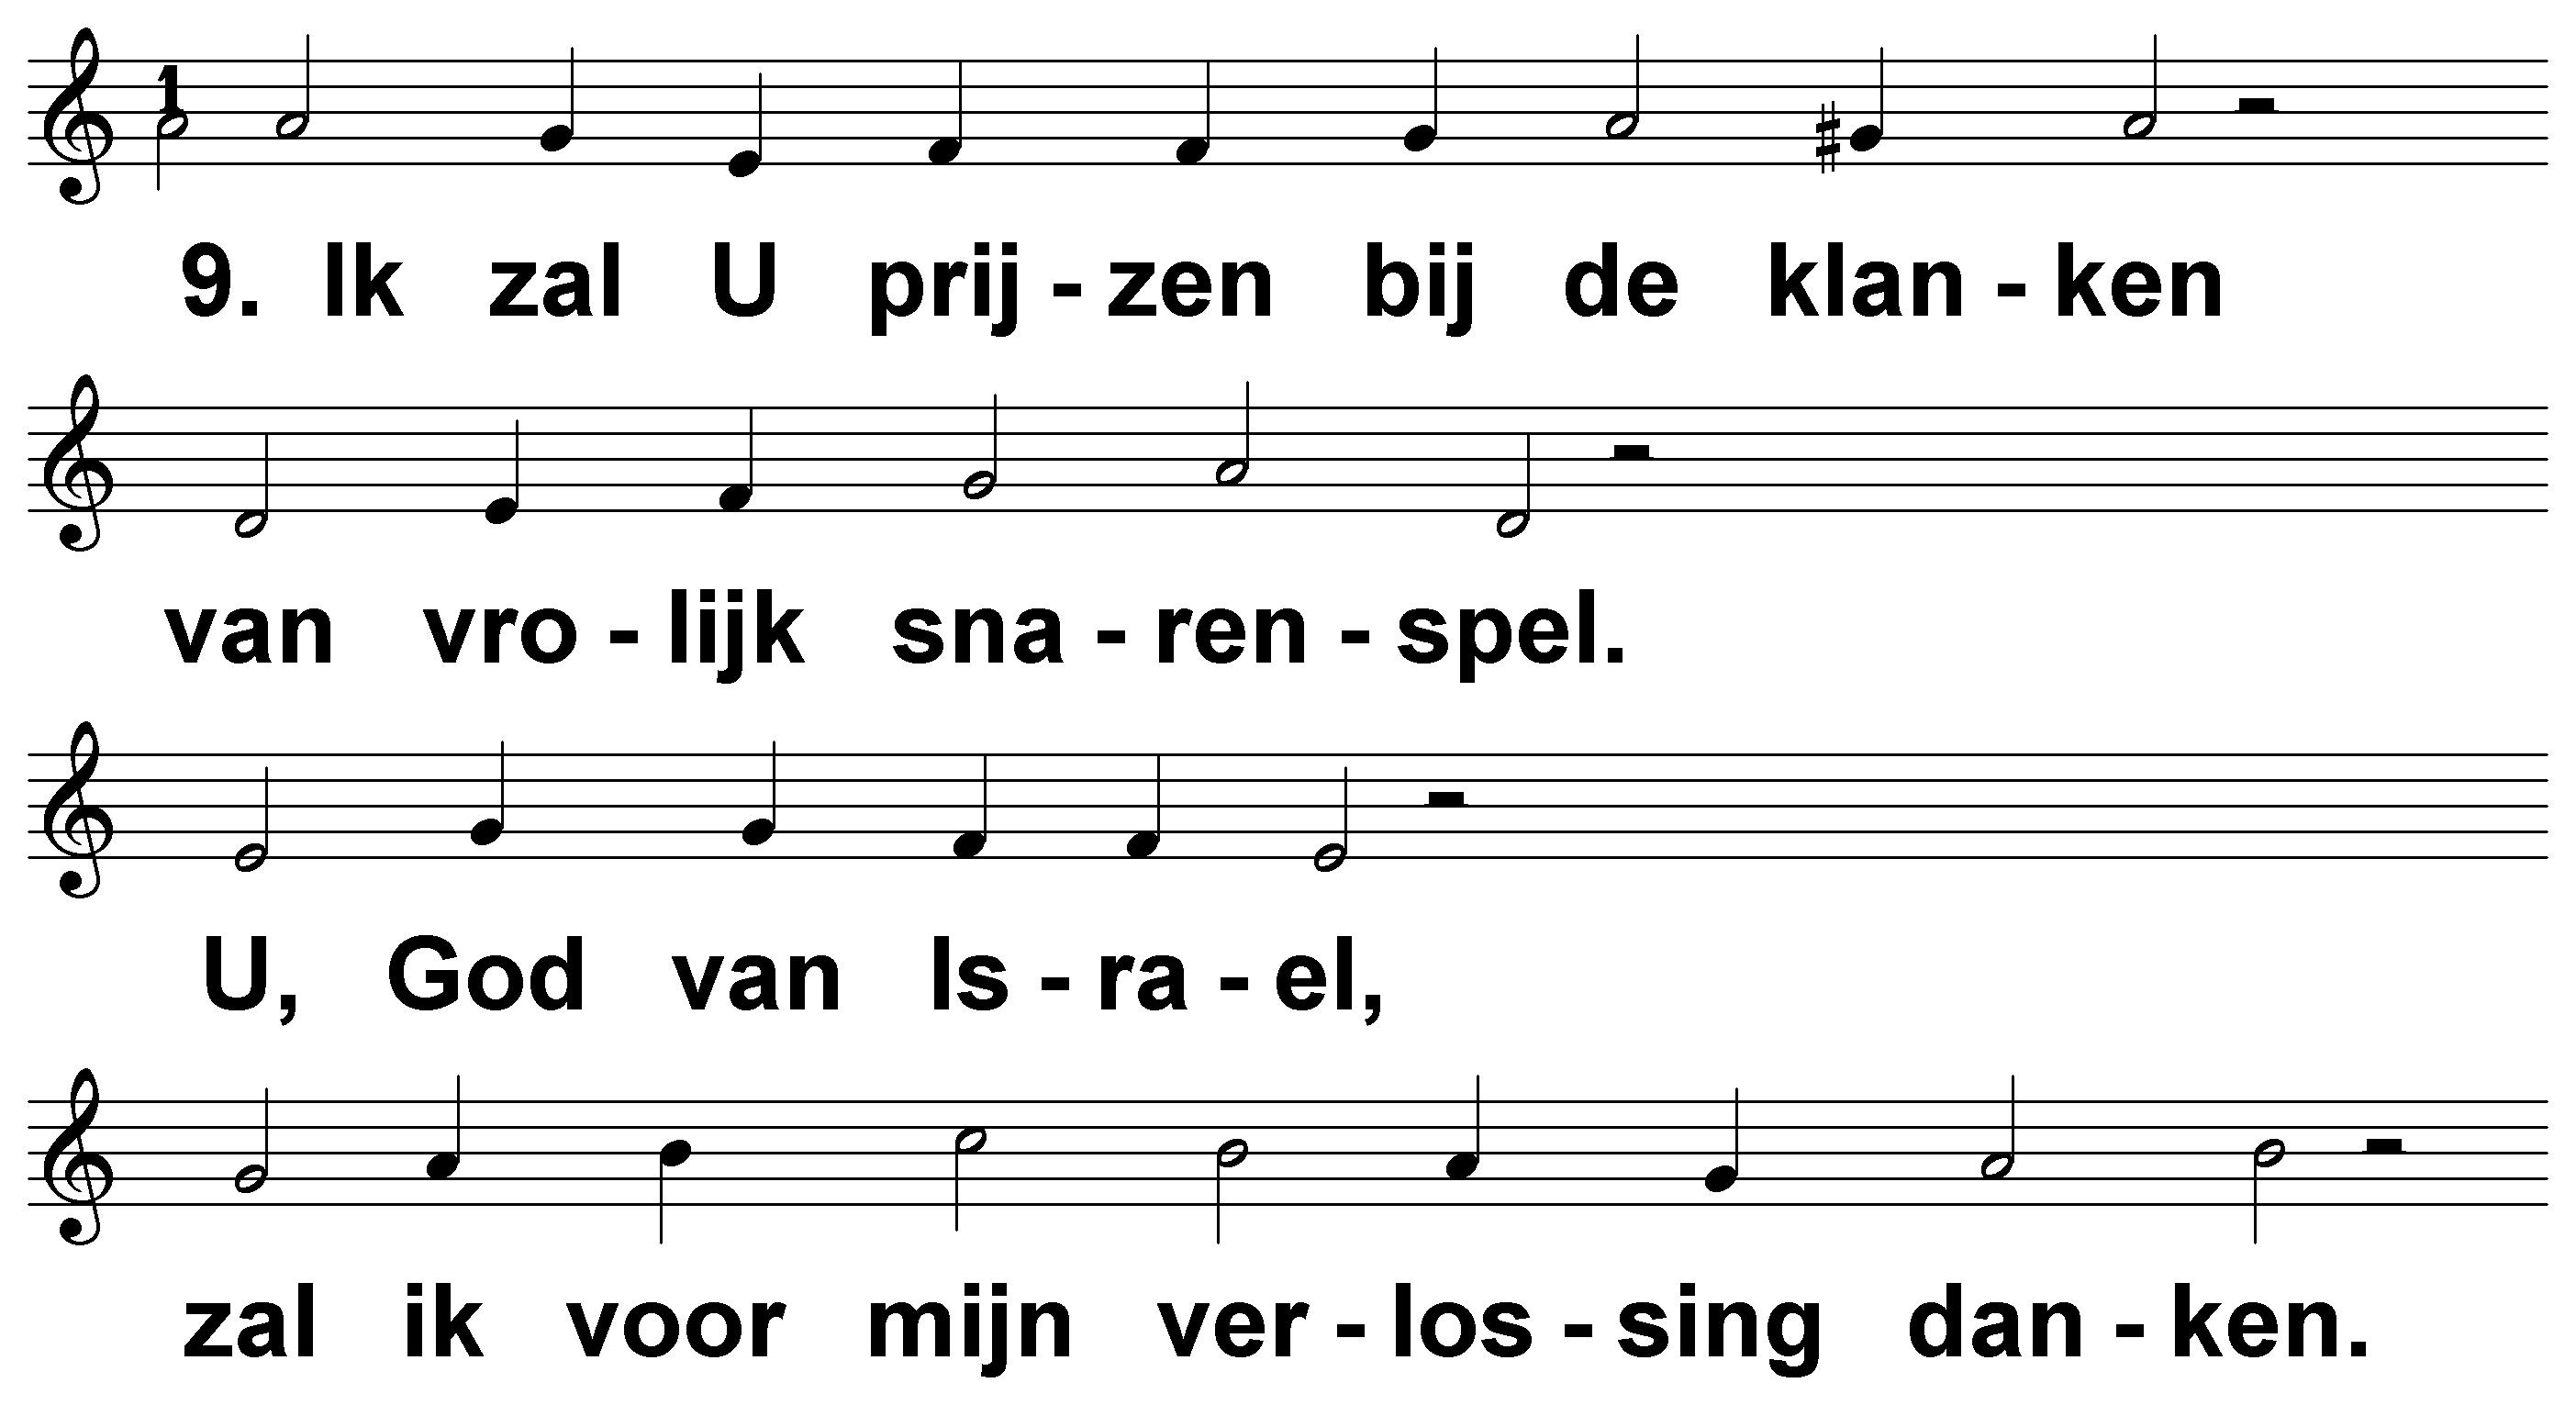 1
9. Ik zal U prij - zen bij de klan - ken
van vro - lijk sna - ren - spel.
U, God van Is - ra - el,
zal ik voor mijn ver - los - sing dan - ken.